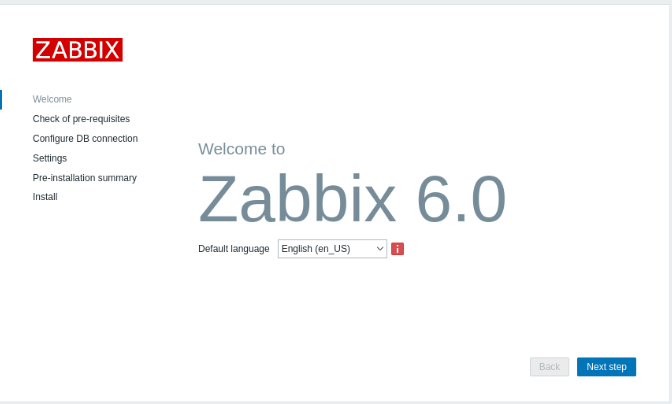 ZABBIX
Welcome
Check of pre-requisites
Configure DB connection
Settings
Pre-installation summary
Install
Welcome to
Zabbix 6.0
Default language English (en_US) i
Back Next step